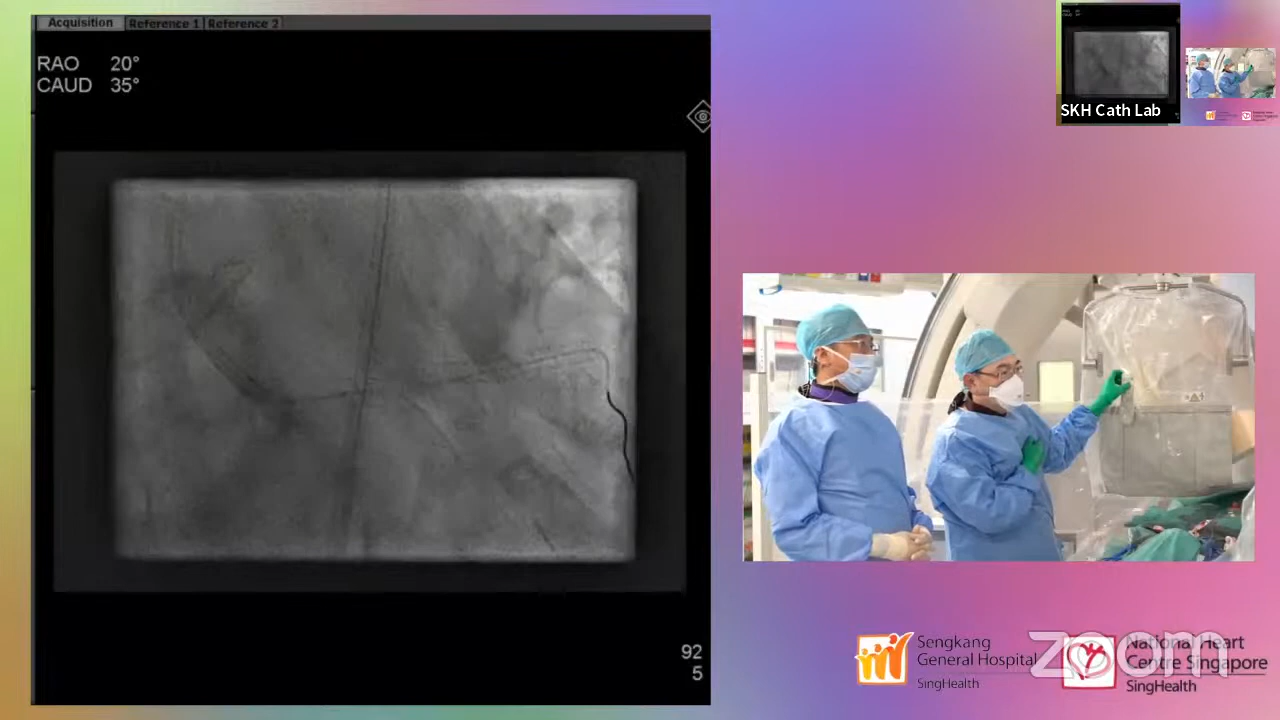 Acquisition
Reference 1
Reference 2
RAO 20°
CAUD 35°
92
5
SKH Cath Lab
Sengkang
General Hospital
SingHealth
National Heart
Centre Singapore
SingHealth
zoom